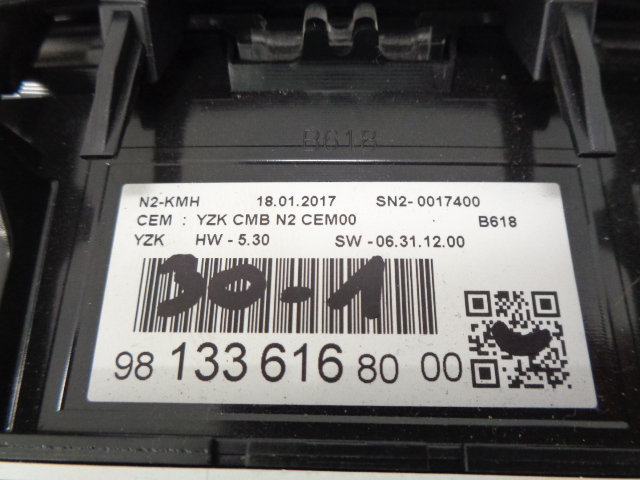 B618
N2-KMH 18.01.2017 SN2- 0017400
CEM : YZK CMB N2 CEM00 B618
YZK HW - 5.30 SW - 06.31.12.00
30-1
98 133 616 80 00